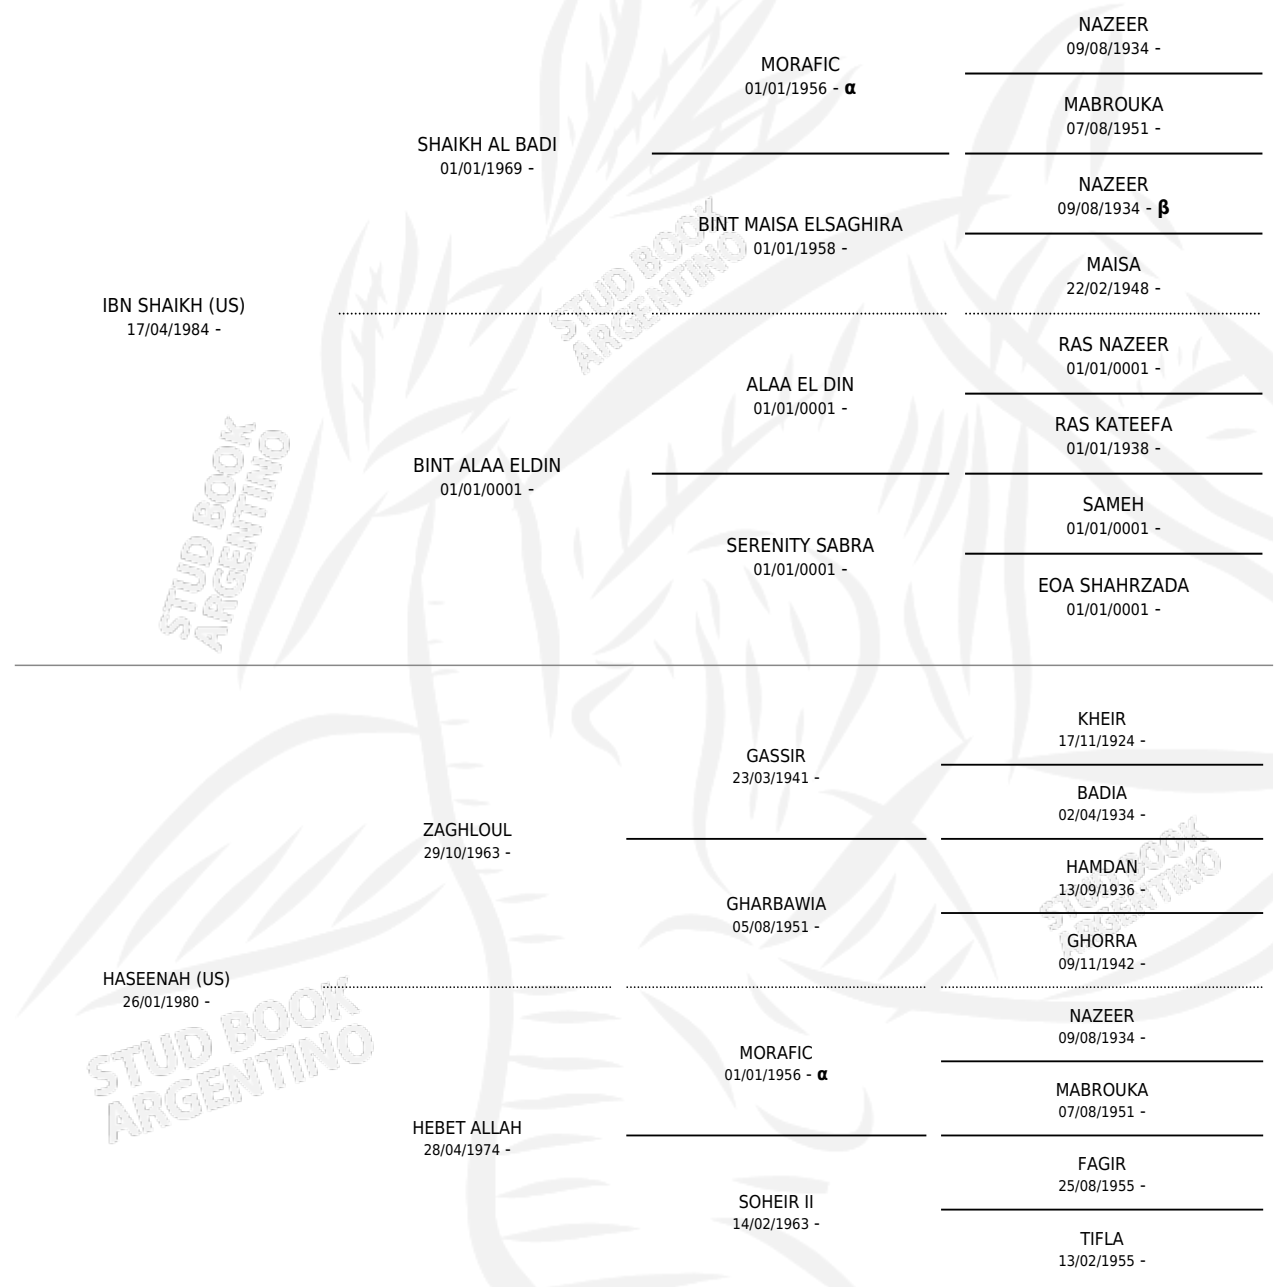 NAZEER
09/08/1934 -
MORAFIC
01/01/1956 - α
MABROUKA
07/08/1951 -
SHAIKH AL BADI
01/01/1969 -
NAZEER
09/08/1934 - β
BINT MAISA ELSAGHIRA
01/01/1958 -
MAISA
22/02/1948 -
IBN SHAIKH (US)
17/04/1984 -
RAS NAZEER
01/01/0001 -
ALAA EL DIN
01/01/0001 -
RAS KATEEFA
01/01/1938 -
BINT ALAA ELDIN
01/01/0001 -
SAMEH
01/01/0001 -
SERENITY SABRA
01/01/0001 -
EOA SHAHRZADA
01/01/0001 -
KHEIR
17/11/1924 -
GASSIR
23/03/1941 -
BADIA
02/04/1934 -
ZAGHLOUL
29/10/1963 -
HAMDAN
13/09/1936 -
GHARBAWIA
05/08/1951 -
GHORRA
09/11/1942 -
HASEENAH (US)
26/01/1980 -
NAZEER
09/08/1934 -
MORAFIC
01/01/1956 - α
MABROUKA
07/08/1951 -
HEBET ALLAH
28/04/1974 -
FAGIR
25/08/1955 -
SOHEIR II
14/02/1963 -
TIFLA
13/02/1955 -
STUD BOOK
ARGENTINO
STUD BOOK
ARGENTINO
STUD BOOK
ARGENTINO
STUD BOOK
ARGENTINO